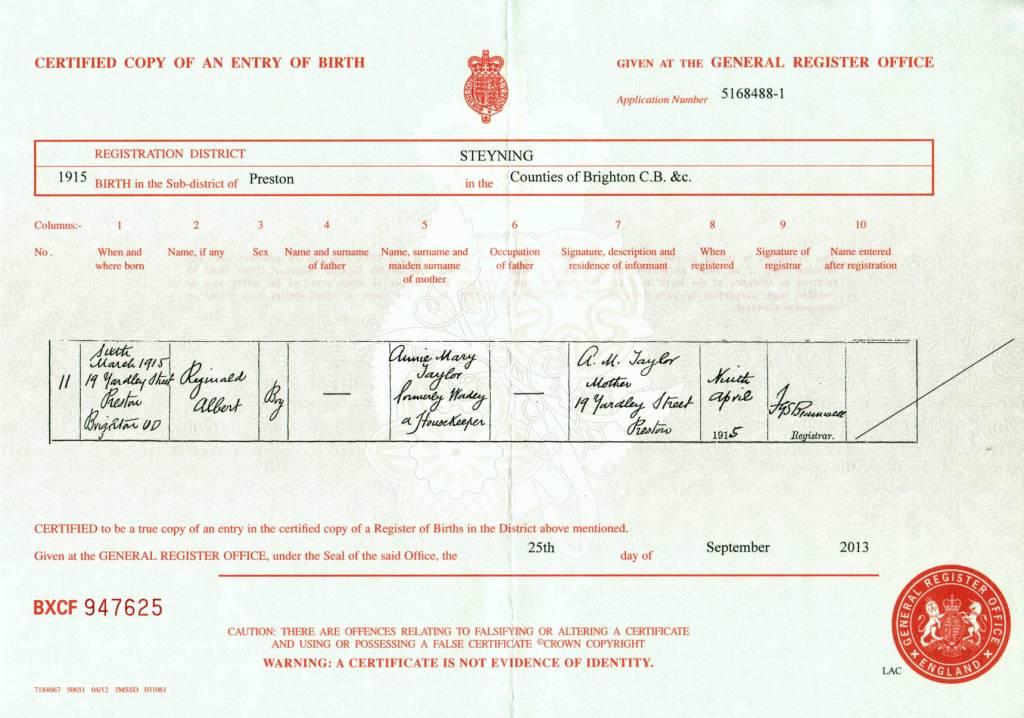 CERTIFIED COPY OF AN ENTRY OF BIRTH
GIVEN AT THE GENERAL REGISTER OFFICE
Application Number 5168488-1
REGISTRATION DISTRICT STEYNING
1915 BIRTH in the Sub-district of Preston in the Counties of Brighton C.B. &c.
Columns:- 1 2 3 4 5 6 7 8 9 10
No. When and where born
Name, if any
Sex
Name and surname of father
Name, surname and maiden surname of mother
Occupation of father
Signature, description and residence of informant
When registered
Signature of registrar
Name entered after registration
11
Sixth
March 1915
19 Yardley Street
Preston
Brighton UD
Reginald
Albert
Boy
—
Annie Mary
Taylor
formerly Wadey
a Housekeeper
—
A. M. Taylor
Mother
19 Yardley Street
Preston
Ninth
April
1915
Registrar.
CERTIFIED to be a true copy of an entry in the certified copy of a Register of Births in the District above mentioned.
Given at the GENERAL REGISTER OFFICE, under the Seal of the said Office, the 25th day of September 2013
BXCF 947625
CAUTION: THERE ARE OFFENCES RELATING TO FALSIFYING OR ALTERING A CERTIFICATE
AND USING OR POSSESSING A FALSE CERTIFICATE ©CROWN COPYRIGHT
WARNING: A CERTIFICATE IS NOT EVIDENCE OF IDENTITY.
GENERAL REGISTER OFFICE
ENGLAND
LAC
7184667 50651 04/12 3MSSD 031061